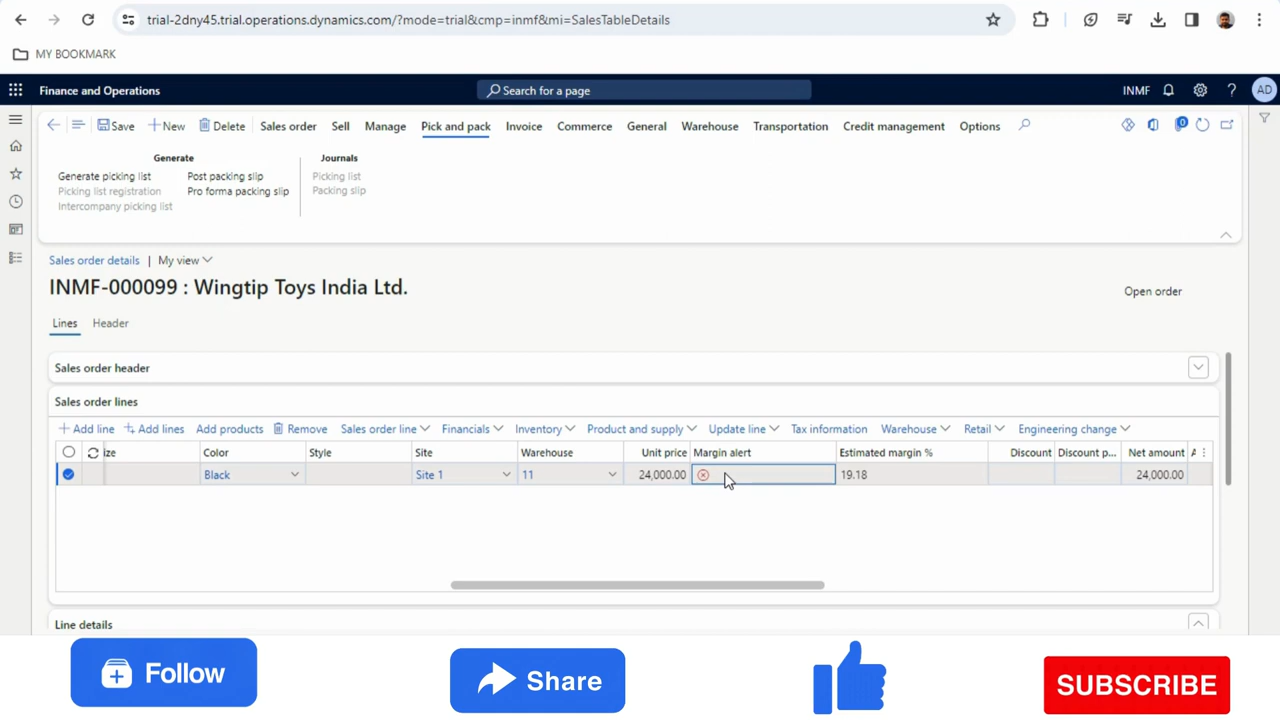 trial-2dny45.trial.operations.dynamics.com/?mode=trial&cmp=inmf&mi=SalesTableDetails
MY BOOKMARK
Finance and Operations
Search for a page
INMF
?
AD
Save
New
Delete
Sales order
Sell
Manage
Pick and pack
Invoice
Commerce
General
Warehouse
Transportation
Credit management
Options
0
Generate
Journals
Generate picking list
Post packing slip
Picking list
Picking list registration
Pro forma packing slip
Packing slip
Intercompany picking list
Sales order details | My view
INMF-000099 : Wingtip Toys India Ltd.
Open order
Lines
Header
Sales order header
Sales order lines
+ Add line
Add lines
Add products
Remove
Sales order line
Financials
Inventory
Product and supply
Update line
Tax information
Warehouse
Retail
Engineering change
ize
Color
Style
Site
Warehouse
Unit price
Margin alert
Estimated margin %
Discount
Discount p...
Net amount
A
Black
Site 1
11
24,000.00
19.18
24,000.00
Line details
Follow
Share
SUBSCRIBE